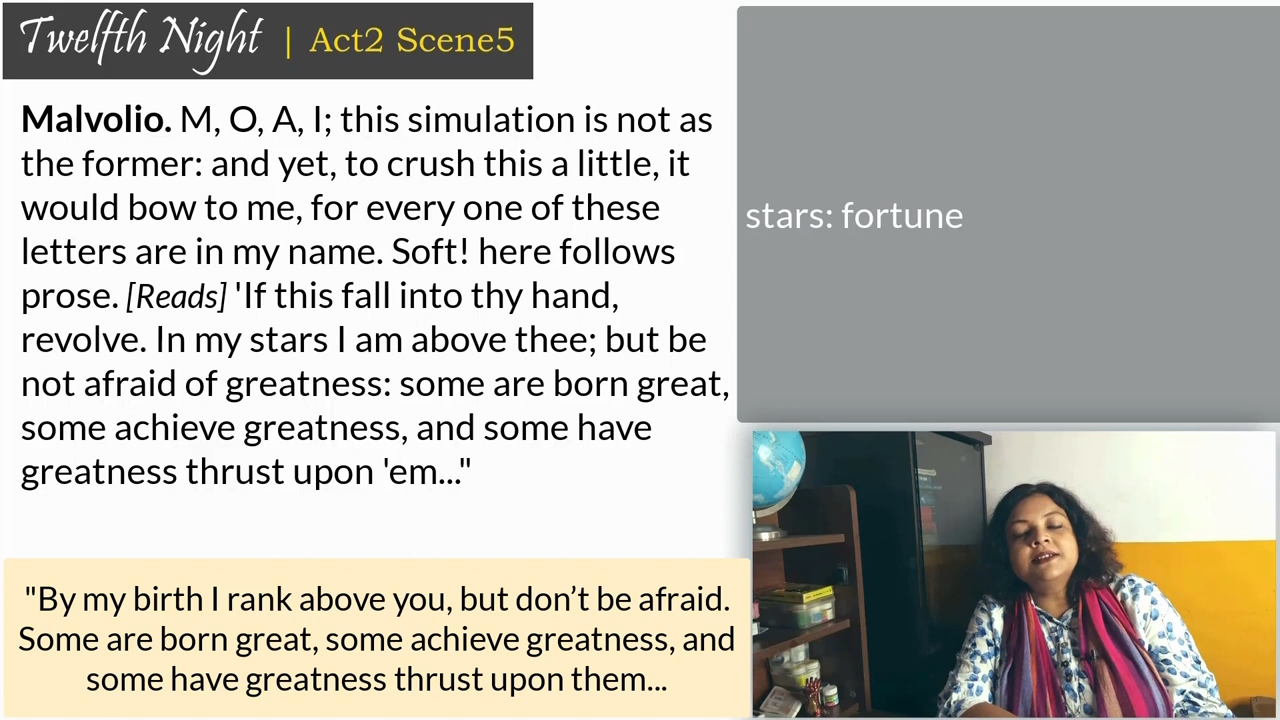 Twelfth Night | Act2 Scene5
Malvolio. M, O, A, I; this simulation is not as
the former: and yet, to crush this a little, it
would bow to me, for every one of these
letters are in my name. Soft! here follows
prose. [Reads] 'If this fall into thy hand,
revolve. In my stars I am above thee; but be
not afraid of greatness: some are born great,
some achieve greatness, and some have
greatness thrust upon 'em..."
stars: fortune
"By my birth I rank above you, but don’t be afraid.
Some are born great, some achieve greatness, and
some have greatness thrust upon them...